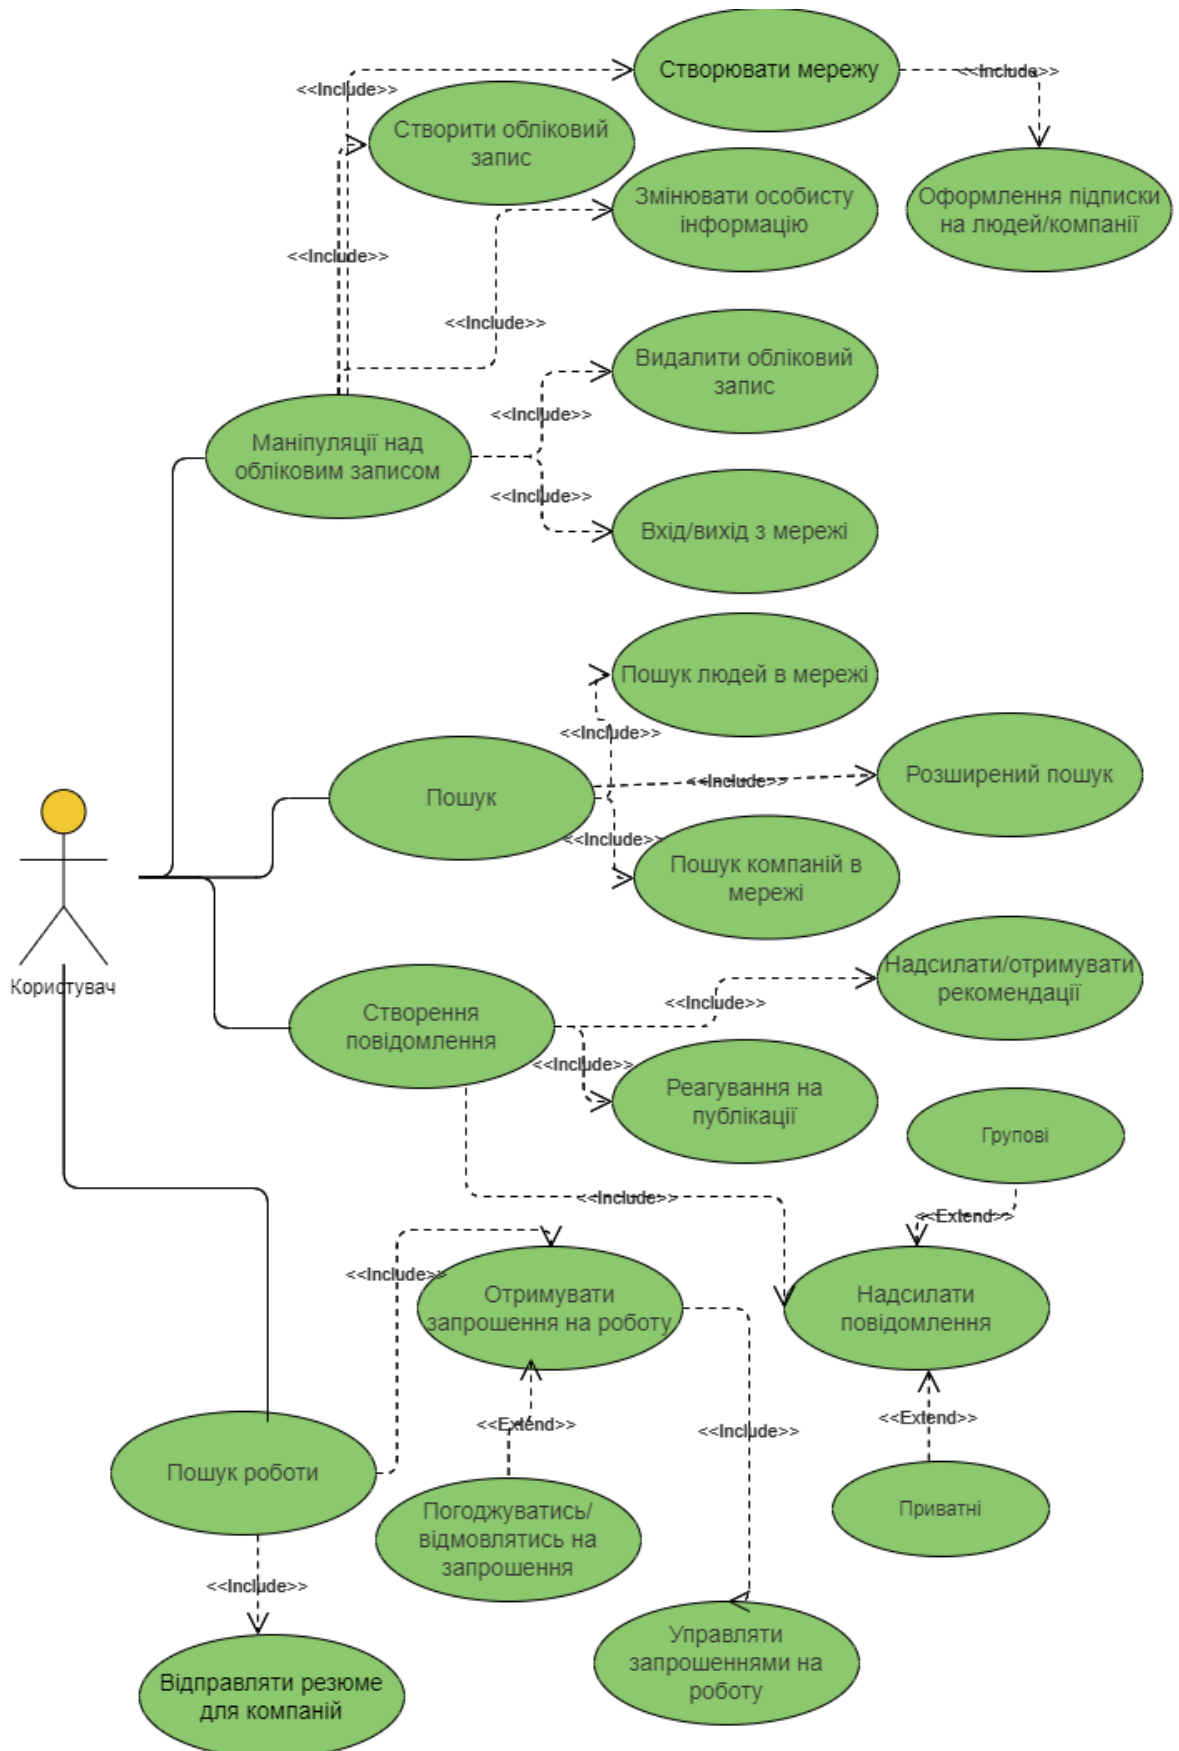 Створювати мережу
<<Include>>
<<Include>>
Створити обліковий
запис
Змінювати особисту
інформацію
Оформлення підписки
на людей/компанії
<<Include>>
<<Include>>
Видалити обліковий
запис
<<Include>>
Маніпуляції над
обліковим записом
<<Include>>
Вхід/вихід з мережі
Пошук людей в мережі
<<Include>>
<<Include>>
Розширений пошук
Пошук
<<Include>>
Пошук компаній в
мережі
Користувач
Надсилати/отримувати
рекомендації
<<Include>>
Створення
повідомлення
<<Include>>
Реагування на
публікації
Групові
<<Include>>
<<Extend>>
<<Include>>
Отримувати
запрошення на роботу
Надсилати
повідомлення
<<Extend>>
<<Include>>
<<Extend>>
Пошук роботи
Погоджуватись/
відмовлятись на
запрошення
Приватні
<<Include>>
Управляти
запрошеннями на
роботу
Відправляти резюме
для компаній